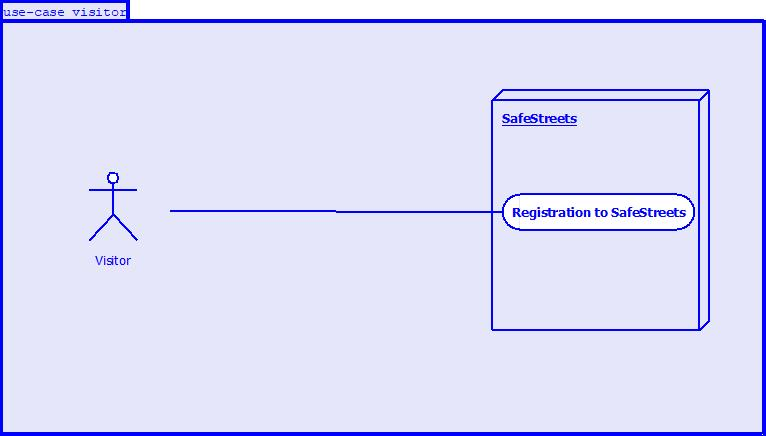 use-case visitor
SafeStreets
Registration to SafeStreets
Visitor